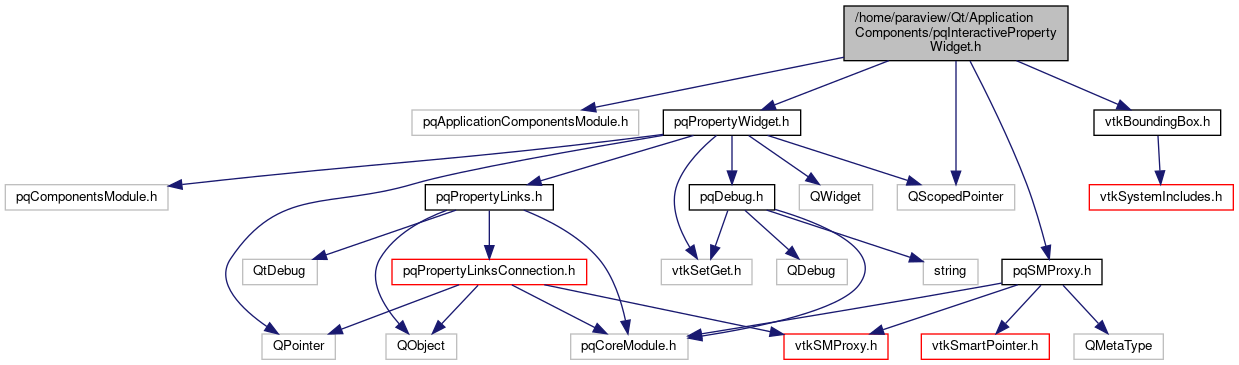 /home/paraview/Qt/Application
Components/pqInteractiveProperty
Widget.h
pqApplicationComponentsModule.h
pqPropertyWidget.h
vtkBoundingBox.h
pqComponentsModule.h
pqPropertyLinks.h
pqDebug.h
QWidget
QScopedPointer
vtkSystemIncludes.h
QtDebug
pqPropertyLinksConnection.h
vtkSetGet.h
QDebug
string
pqSMProxy.h
QPointer
QObject
pqCoreModule.h
vtkSMProxy.h
vtkSmartPointer.h
QMetaType